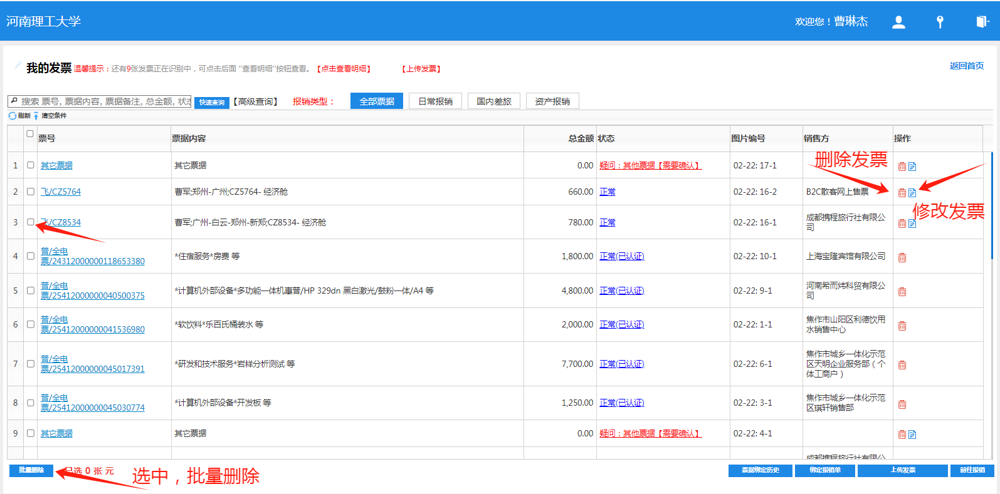 河南理工大学
欢迎您！曹琳杰
我的发票 温馨提示：还有9张发票正在识别中，可点击后面 "查看明细"按钮查看。【点击查看明细】 【上传发票】
返回首页
搜索 票号, 票据内容, 票据备注, 总金额, 状态 快速查询 【高级查询】 报销类型： 全部票据 日常报销 国内差旅 资产报销
刷新 清空条件
票号 票据内容 总金额 状态 图片编号 销售方 操作
1 其它票据 其它票据 0.00 疑问：其他票据【需要确认】 02-22: 17-1
删除发票
2 飞/CZ5764 曹军;郑州-广州;CZ5764- 经济舱 660.00 正常 02-22: 16-2 B2C散客网上售票
修改发票
3 飞/CZ8534 曹军;广州-白云-郑州-新郑;CZ8534- 经济舱 780.00 正常 02-22: 16-1 成都携程旅行社有限公
司
4 普/全电
票/24312000000118653380 *住宿服务*房费 等 1,800.00 正常(已认证) 02-22: 10-1 上海宝隆宾馆有限公司
5 普/全电
票/25412000000040500375 *计算机外部设备*多功能一体机惠普/HP 329dn 黑白激光/鼓粉一体/A4 等 4,800.00 正常(已认证) 02-22: 9-1 河南希而炜科贸有限公
司
6 普/全电
票/25412000000041536980 *软饮料*乐百氏桶装水 等 2,000.00 正常(已认证) 02-22: 1-1 焦作市山阳区利德饮用
水销售中心
7 普/全电
票/25412000000045017391 *研发和技术服务*岩样分析测试 等 7,700.00 正常(已认证) 02-22: 6-1 焦作市城乡一体化示范
区天明企业服务部（个
体工商户）
8 普/全电
票/25412000000045030774 *计算机外部设备*开发板 等 1,250.00 正常(已认证) 02-22: 3-1 焦作市城乡一体化示范
区琪轩销售部
9 其它票据 其它票据 0.00 疑问：其他票据【需要确认】 02-22: 4-1
成都携程旅行社有限公
批量删除 已选 0 张 元 选中，批量删除 票据绑定历史 绑定报销单 上传发票 前往报销